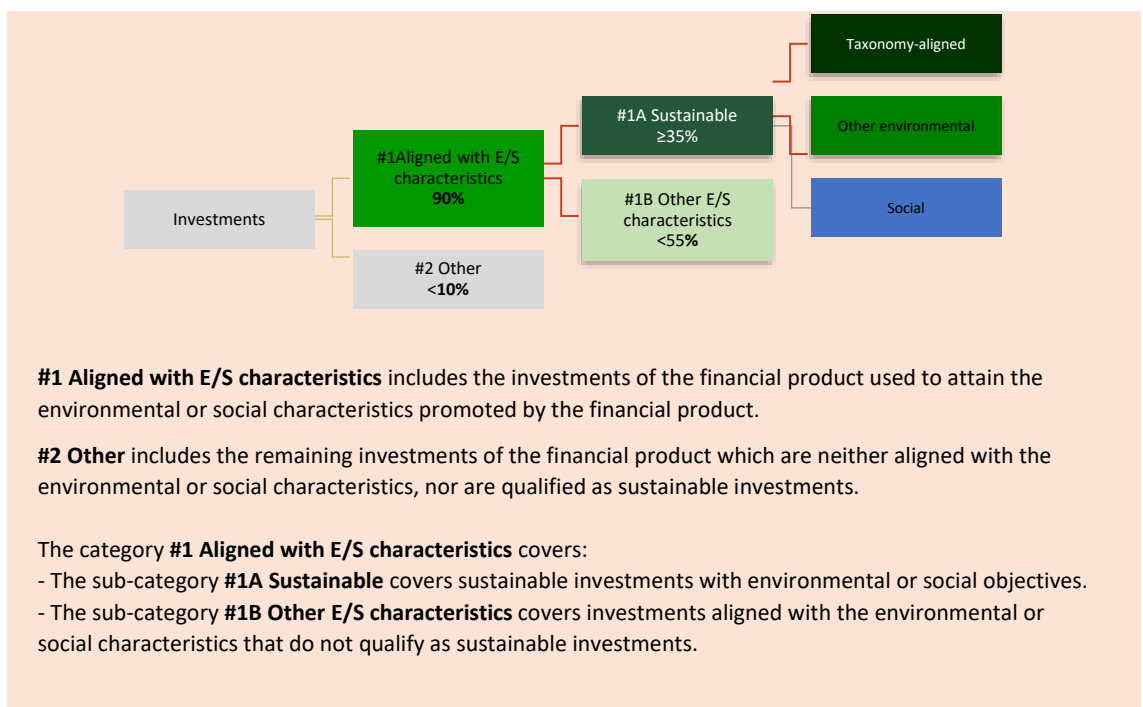 Taxonomy-aligned
#1A Sustainable
≥35%
Other environmental
#1Aligned with E/S
characteristics
90%
#1B Other E/S
characteristics
<55%
Social
Investments
#2 Other
<10%
#1 Aligned with E/S characteristics includes the investments of the financial product used to attain the
environmental or social characteristics promoted by the financial product.
#2 Other includes the remaining investments of the financial product which are neither aligned with the
environmental or social characteristics, nor are qualified as sustainable investments.
The category #1 Aligned with E/S characteristics covers:
- The sub-category #1A Sustainable covers sustainable investments with environmental or social objectives.
- The sub-category #1B Other E/S characteristics covers investments aligned with the environmental or
social characteristics that do not qualify as sustainable investments.